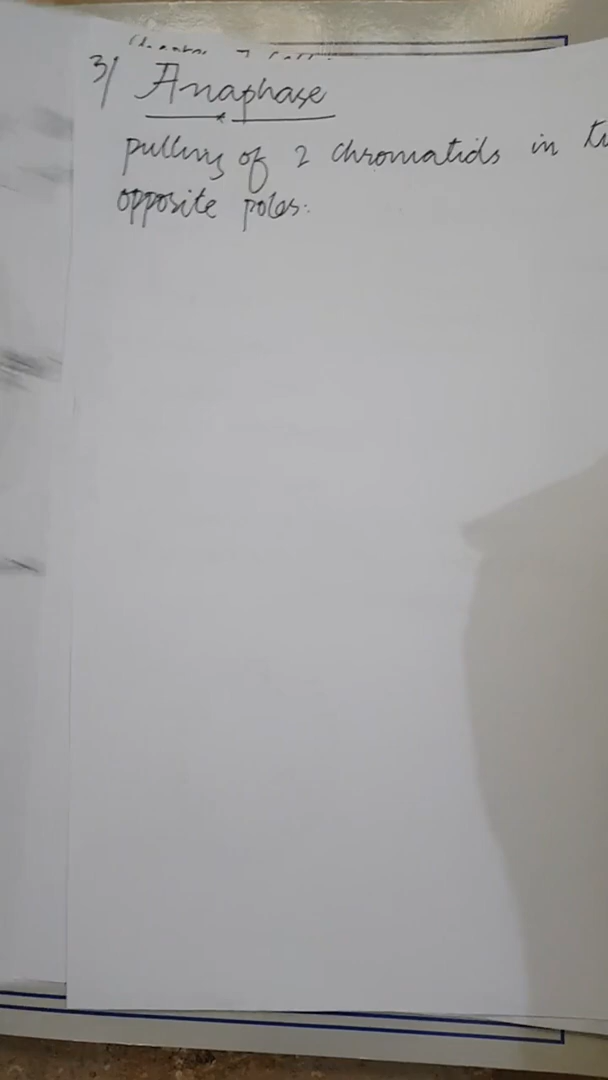 3) Anaphase
pulling of 2 chromatids in
opposite poles.